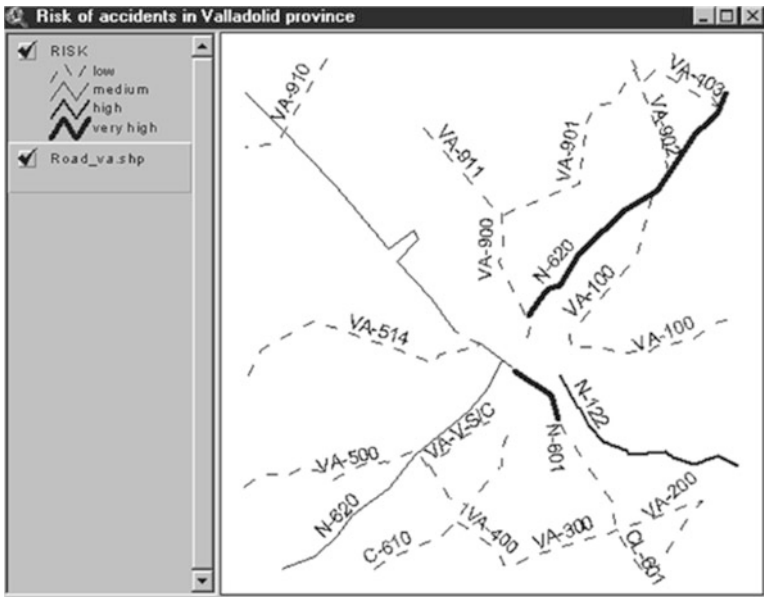 Risk of accidents in Valladolid province
RISK
low
medium
high
very high
Road_va.shp
VA-910
VA-911
VA-901
VA-902
VA-403
VA-900
N-620
VA-100
VA-100
VA-514
N-122
VA-V-S/C
N-601
VA-500
N-620
C-610
1VA-400
VA-300
VA-200
CL-601